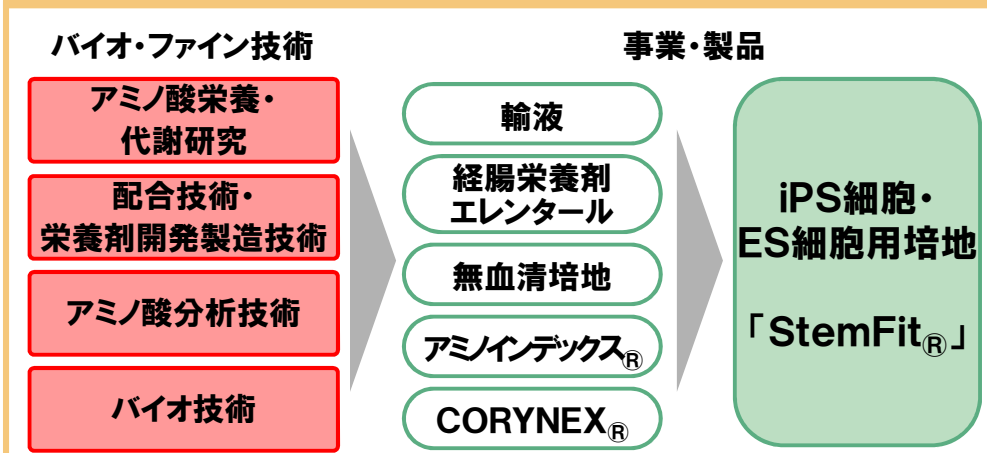 バイオ・ファイン技術
事業・製品
アミノ酸栄養・
代謝研究
配合技術・
栄養剤開発製造技術
アミノ酸分析技術
バイオ技術
輸液
経腸栄養剤
エレンタール
無血清培地
アミノインデックス®
CORYNEX®
iPS細胞・
ES細胞用培地
「StemFit®」